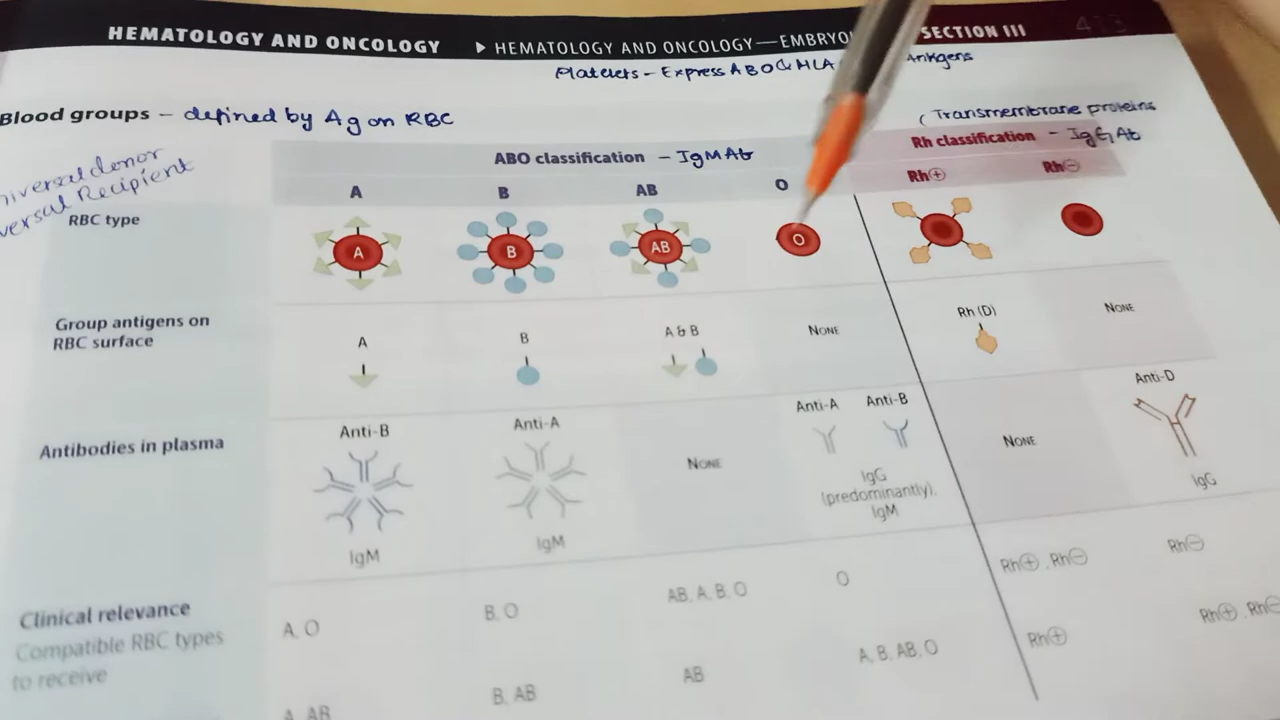 HEMATOLOGY AND ONCOLOGY ▶ HEMATOLOGY AND ONCOLOGY—EMBRYO SECTION III
Platelets - Express ABO & HLA Antigens
Blood groups - defined by Ag on RBC
(Transmembrane proteins
niversal donor
versal Recipient
ABO classification - IgM Ab
Rh classification - IgG Ab
A B AB O Rh⊕ Rh⊖
RBC type
A B AB O
Group antigens on
RBC surface
A B A & B NONE Rh (D) NONE
Antibodies in plasma
Anti-B Anti-A NONE Anti-A Anti-B NONE Anti-D
IgM IgM IgG
(predominantly),
IgM
IgG
Clinical relevance
Compatible RBC types
to receive
A, O B, O AB, A, B, O O Rh⊕, Rh⊖ Rh⊖
A, AB B, AB AB A, B, AB, O Rh⊕ Rh⊕, Rh⊖